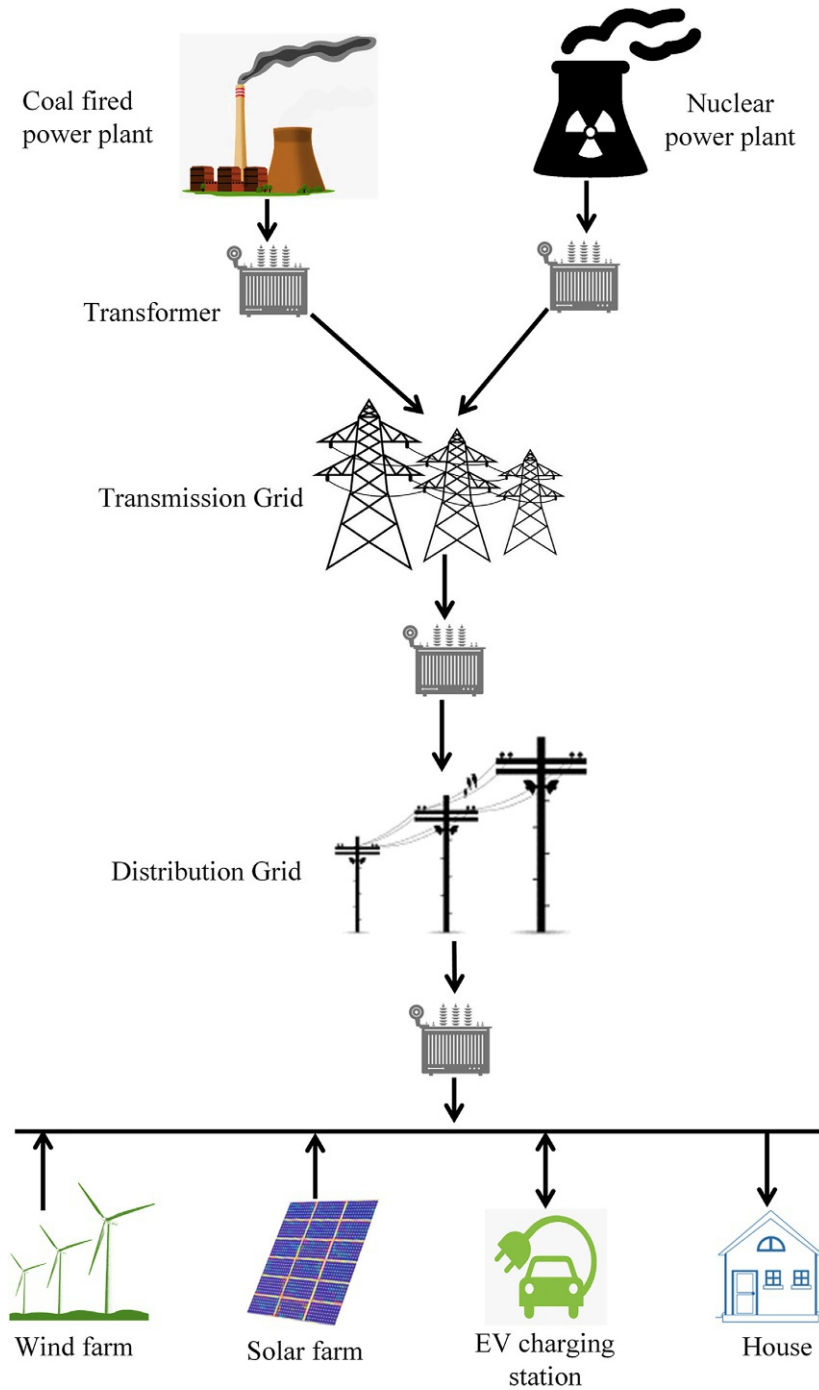 Coal fired
power plant
Nuclear
power plant
Transformer
Transmission Grid
Distribution Grid
Wind farm
Solar farm
EV charging
station
House